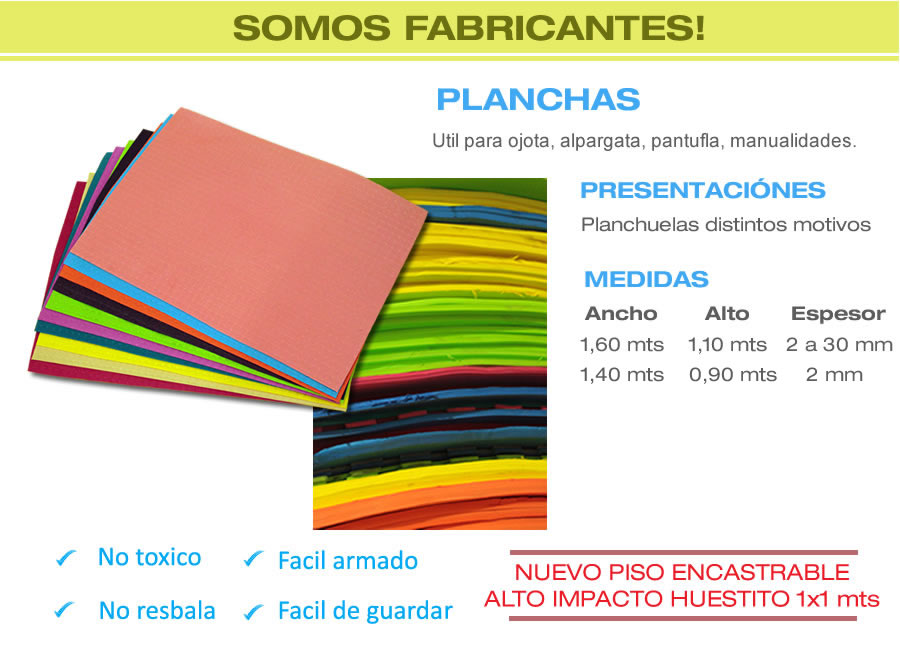 SOMOS FABRICANTES!
PLANCHAS
Util para ojota, alpargata, pantufla, manualidades.
PRESENTACIÓNES
Planchuelas distintos motivos
MEDIDAS
Ancho Alto Espesor
1,60 mts 1,10 mts 2 a 30 mm
1,40 mts 0,90 mts 2 mm
No toxico
Facil armado
No resbala
Facil de guardar
NUEVO PISO ENCASTRABLE
ALTO IMPACTO HUESTITO 1x1 mts